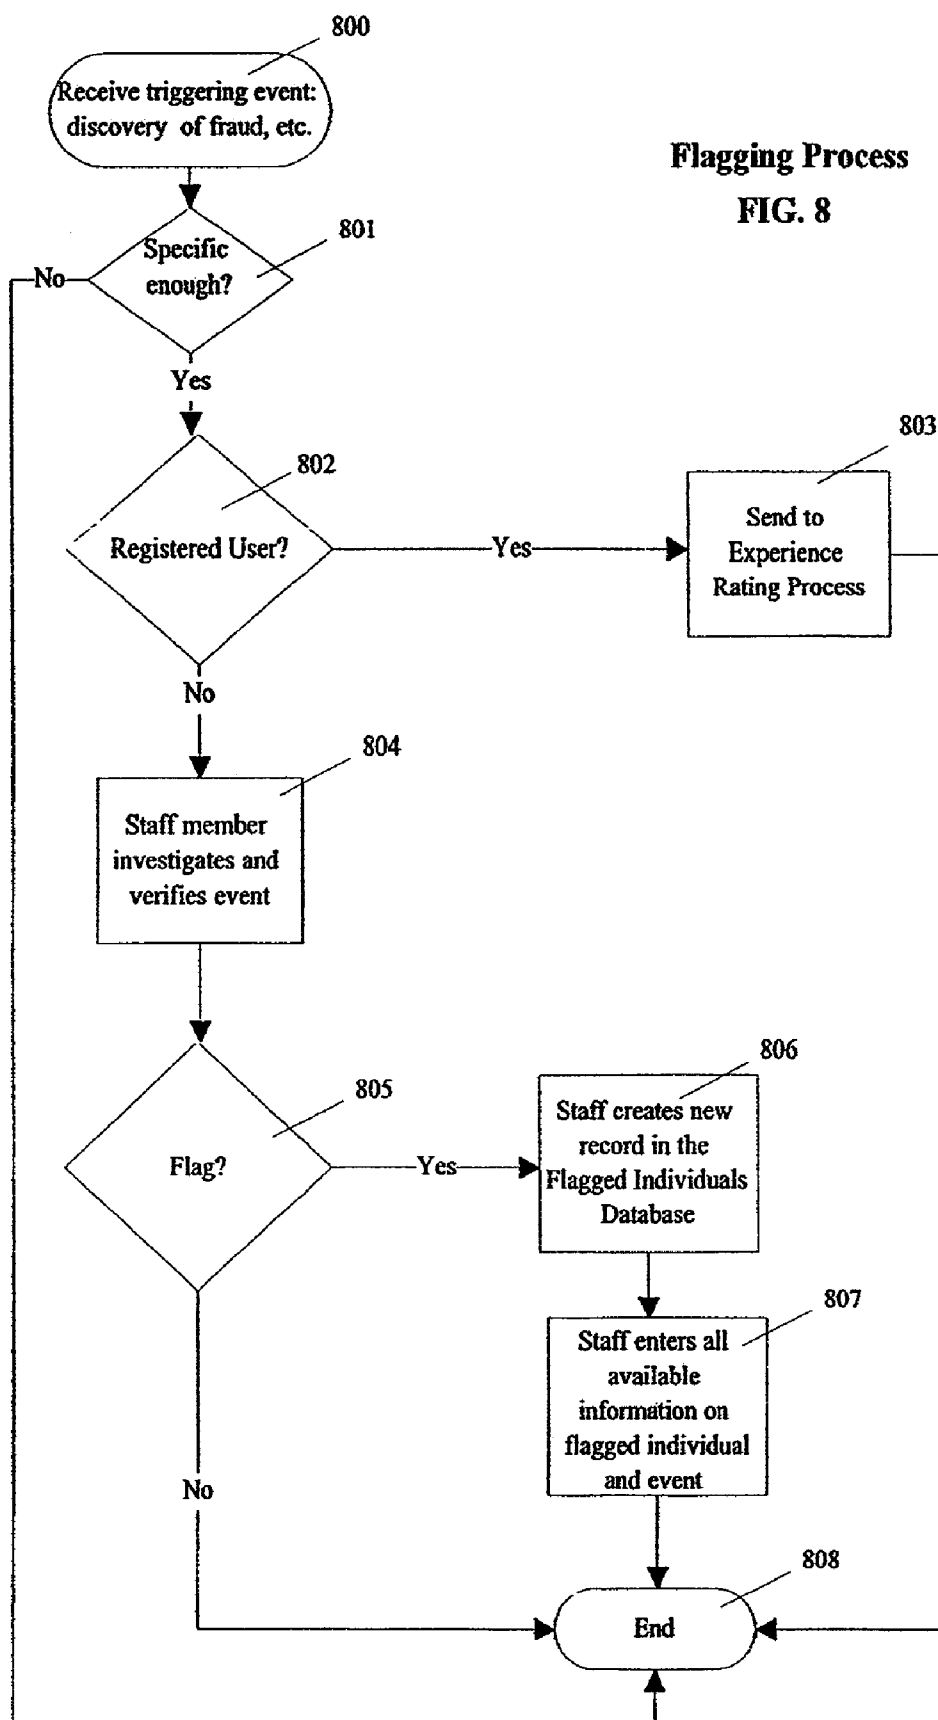 800
Receive triggering event:
discovery of fraud, etc.
Flagging Process
FIG. 8
801
Specific
enough?
No
Yes
802
Registered User?
Yes
803
Send to
Experience
Rating Process
No
804
Staff member
investigates and
verifies event
805
Flag?
Yes
806
Staff creates new
record in the
Flagged Individuals
Database
807
Staff enters all
available
information on
flagged individual
and event
No
808
End